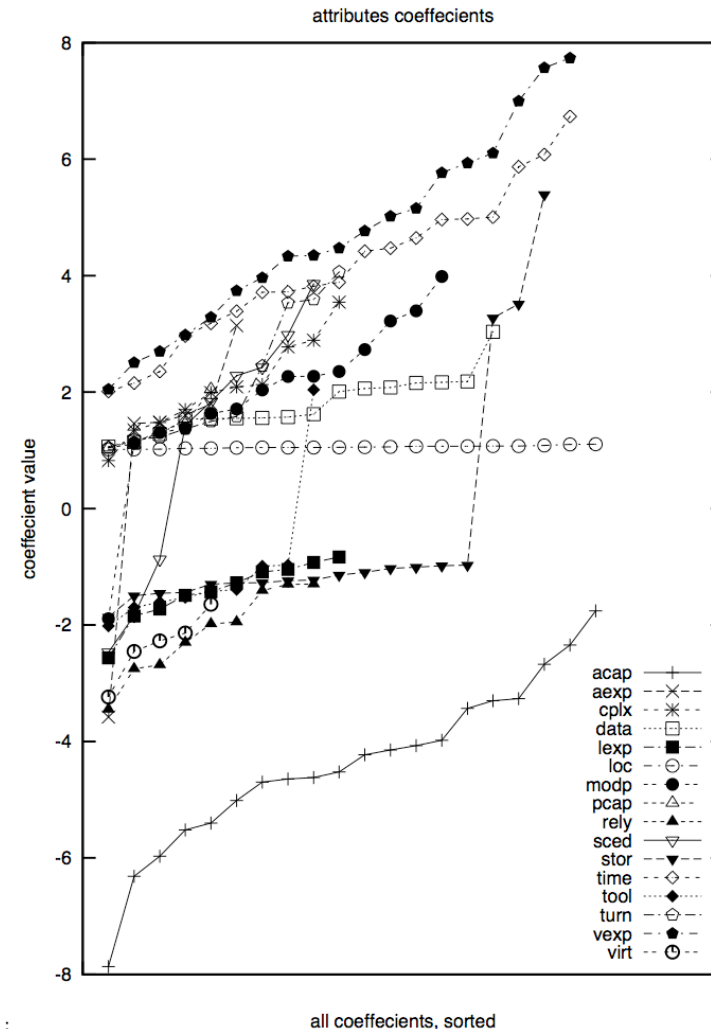 attributes coeffecients
8
6
4
2
0
-2
-4
-6
-8
coeffecient value
acap
aexp
cplx
data
lexp
loc
modp
pcap
rely
sced
stor
time
tool
turn
vexp
virt
: all coeffecients, sorted